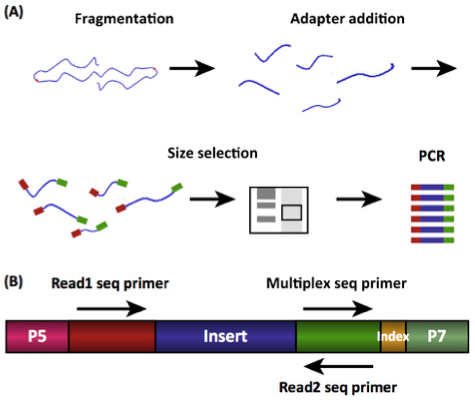 (A)
Fragmentation
Adapter addition
Size selection
PCR
(B)
Read1 seq primer
Multiplex seq primer
P5
Insert
Index
P7
Read2 seq primer